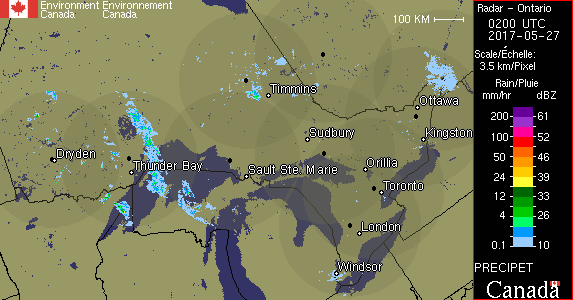 Environment Environnement
Canada Canada
100 KM
Timmins
Ottawa
Sudbury
Kingston
Dryden
Thunder Bay
Sault Ste. Marie
Orillia
Toronto
London
Windsor
Radar - Ontario
0200 UTC
2017-05-27
Scale/Échelle:
3.5 km/Pixel
Rain/Pluie
mm/hr dBZ
200 61
100 52
50 46
24 39
12 33
4 26
0.1 10
PRECIPET
Canada